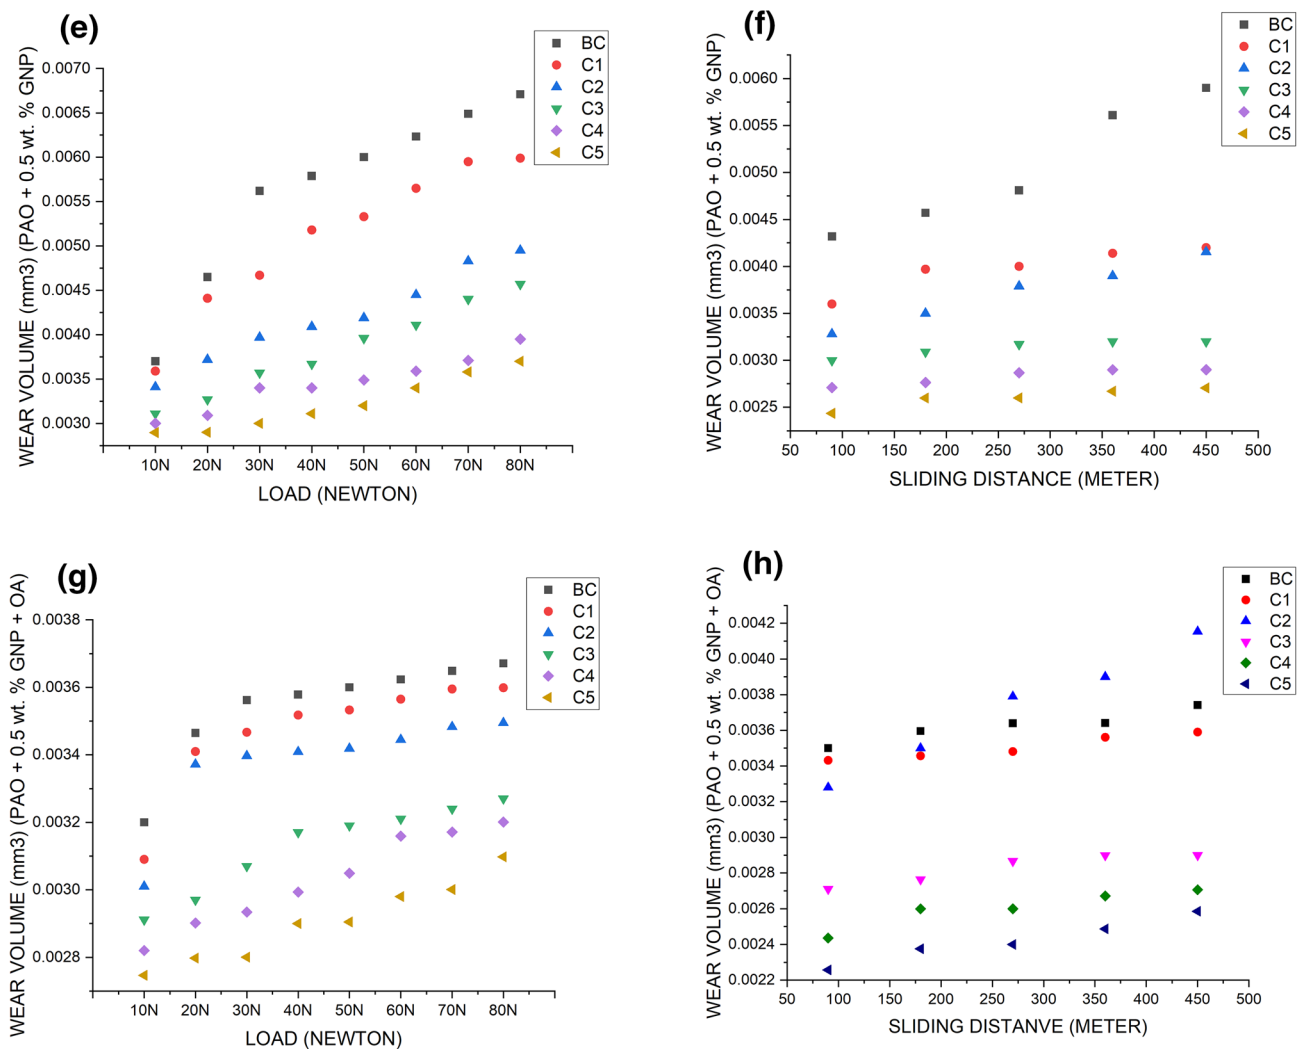 (e)
BC
C1
C2
C3
C4
C5
WEAR VOLUME (mm3) (PAO + 0.5 wt. % GNP)
0.0070
0.0065
0.0060
0.0055
0.0050
0.0045
0.0040
0.0035
0.0030
10N 20N 30N 40N 50N 60N 70N 80N
LOAD (NEWTON)
(f)
BC
C1
C2
C3
C4
C5
WEAR VOLUME (mm3) (PAO + 0.5 wt. % GNP)
0.0060
0.0055
0.0050
0.0045
0.0040
0.0035
0.0030
0.0025
50 100 150 200 250 300 350 400 450 500
SLIDING DISTANCE (METER)
(g)
BC
C1
C2
C3
C4
C5
WEAR VOLUME (mm3) (PAO + 0.5 wt. % GNP + OA)
0.0038
0.0036
0.0034
0.0032
0.0030
0.0028
10N 20N 30N 40N 50N 60N 70N 80N
LOAD (NEWTON)
(h)
BC
C1
C2
C3
C4
C5
WEAR VOLUME (mm3) (PAO + 0.5 wt. % GNP + OA)
0.0042
0.0040
0.0038
0.0036
0.0034
0.0032
0.0030
0.0028
0.0026
0.0024
0.0022
50 100 150 200 250 300 350 400 450 500
SLIDING DISTANVE (METER)